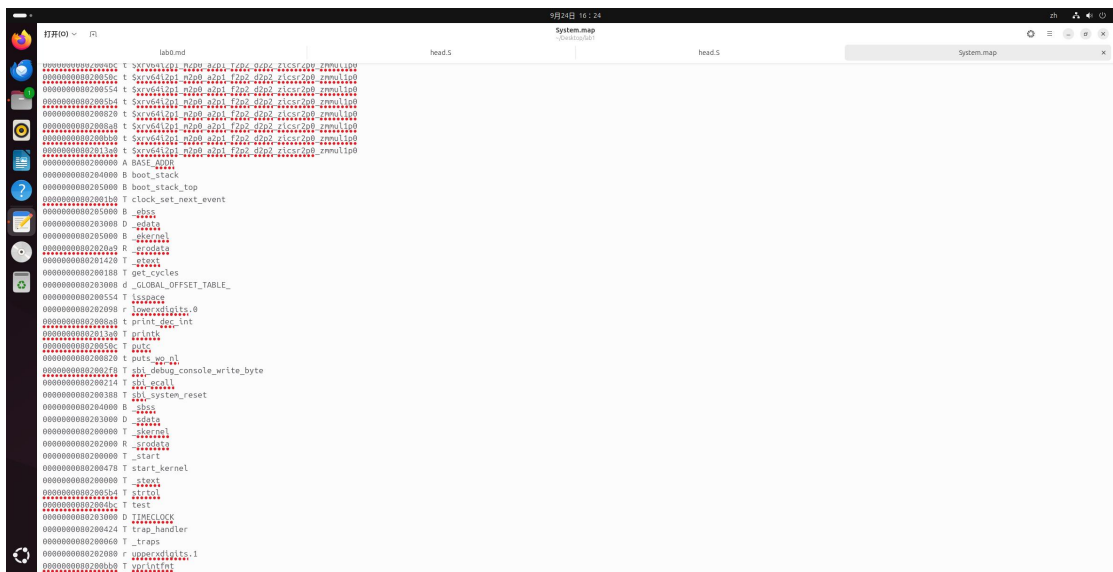 9月24日 16：24
zh
打开(O)
System.map
~/Desktop/lab1
lab0.md
head.S
head.S
System.map
00000000802004bc t $xrv64i2p1_m2p0_a2p1_f2p2_d2p2_zicsr2p0_zmmul1p0
000000008020050c t $xrv64i2p1_m2p0_a2p1_f2p2_d2p2_zicsr2p0_zmmul1p0
0000000080200554 t $xrv64i2p1_m2p0_a2p1_f2p2_d2p2_zicsr2p0_zmmul1p0
00000000802005b4 t $xrv64i2p1_m2p0_a2p1_f2p2_d2p2_zicsr2p0_zmmul1p0
0000000080200820 t $xrv64i2p1_m2p0_a2p1_f2p2_d2p2_zicsr2p0_zmmul1p0
00000000802008a8 t $xrv64i2p1_m2p0_a2p1_f2p2_d2p2_zicsr2p0_zmmul1p0
0000000080200bb0 t $xrv64i2p1_m2p0_a2p1_f2p2_d2p2_zicsr2p0_zmmul1p0
00000000802013a0 t $xrv64i2p1_m2p0_a2p1_f2p2_d2p2_zicsr2p0_zmmul1p0
0000000080200000 A BASE_ADDR
0000000080204000 B boot_stack
0000000080205000 B boot_stack_top
00000000802001b0 T clock_set_next_event
0000000080205000 B _ebss
0000000080203008 D _edata
0000000080205000 B _ekernel
00000000802020a9 R _erodata
0000000080201420 T _etext
0000000080200188 T get_cycles
0000000080203008 d _GLOBAL_OFFSET_TABLE_
0000000080200554 T isspace
0000000080202098 r lowerxdigits.0
00000000802008a8 t print_dec_int
00000000802013a0 T printk
000000008020050c T putc
0000000080200820 t puts_wo_nl
00000000802002f8 T sbi_debug_console_write_byte
0000000080200214 T sbi_ecall
0000000080200388 T sbi_system_reset
0000000080204000 B _sbss
0000000080203000 D _sdata
0000000080200000 T _skernel
0000000080202000 R _srodata
0000000080200000 T _start
0000000080200478 T start_kernel
0000000080200000 T _stext
00000000802005b4 T strtol
00000000802004bc T test
0000000080203000 D TIMECLOCK
0000000080200424 T trap_handler
0000000080200060 T _traps
0000000080202080 r upperxdigits.1
0000000080200bb0 T vprintfmt